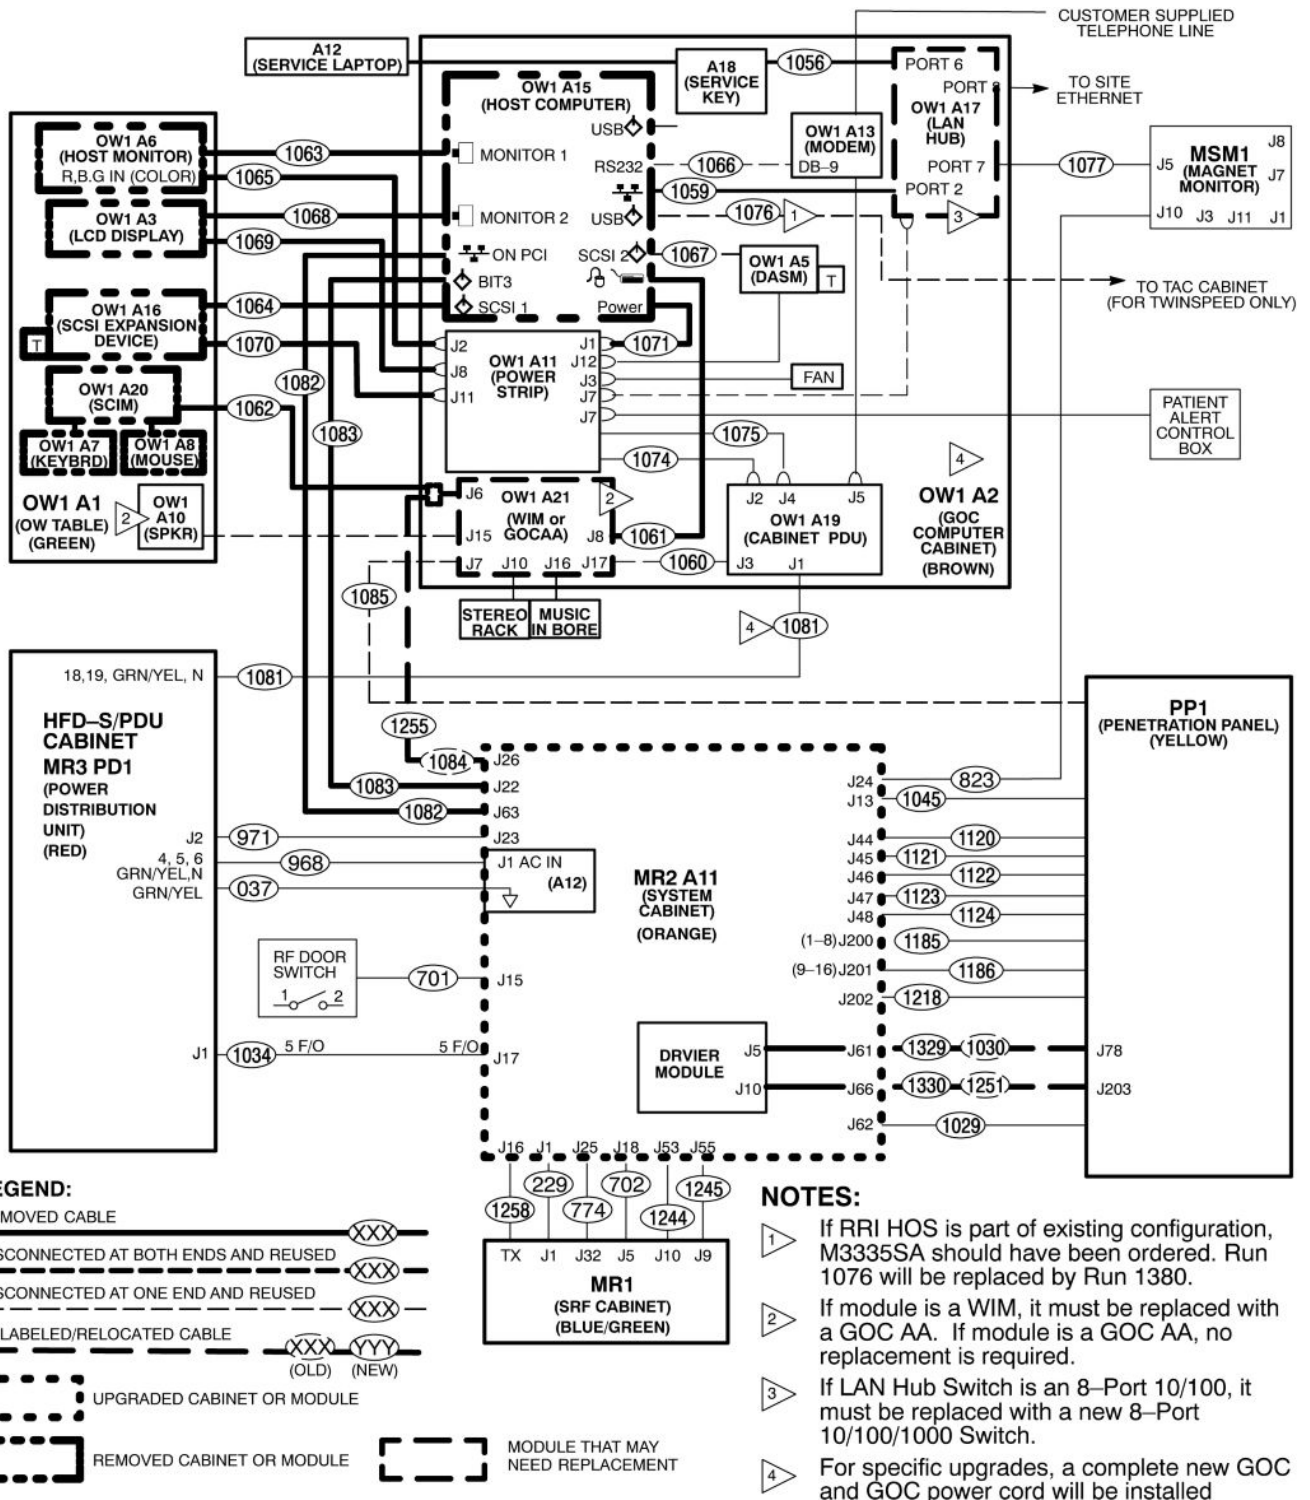 CUSTOMER SUPPLIED
TELEPHONE LINE
A12
(SERVICE LAPTOP)
A18
(SERVICE
KEY)
1056
PORT 6
PORT 8
TO SITE
ETHERNET
OW1 A17
(LAN
HUB)
PORT 7
PORT 2
3
1077
MSM1
(MAGNET
MONITOR)
J8
J5
J7
J10 J3 J11 J1
OW1 A15
(HOST COMPUTER)
USB
MONITOR 1
RS232
MONITOR 2
USB
ON PCI
SCSI 2
BIT3
SCSI 1
Power
OW1 A13
(MODEM)
DB–9
1066
1059
1076
1
1067
OW1 A5
(DASM)
T
TO TAC CABINET
(FOR TWINSPEED ONLY)
OW1 A6
(HOST MONITOR)
R,B.G IN (COLOR)
1063
1065
OW1 A3
(LCD DISPLAY)
1068
1069
OW1 A16
(SCSI EXPANSION
DEVICE)
T
1064
1070
1082
OW1 A20
(SCIM)
1062
1083
OW1 A7
(KEYBRD)
OW1 A8
(MOUSE)
OW1 A1
(OW TABLE)
(GREEN)
2
OW1
A10
(SPKR)
J2
J8
J11
OW1 A11
(POWER
STRIP)
J1
J12
J3
J7
J7
1071
FAN
1075
1074
PATIENT
ALERT
CONTROL
BOX
4
OW1 A2
(GOC
COMPUTER
CABINET)
(BROWN)
J6
OW1 A21
(WIM or
GOCAA)
2
J15
J8
J7 J10 J16 J17
1061
1060
J2 J4 J5
OW1 A19
(CABINET PDU)
J3 J1
1085
STEREO
RACK
MUSIC
IN BORE
4
1081
18,19, GRN/YEL, N
1081
HFD–S/PDU
CABINET
MR3 PD1
(POWER
DISTRIBUTION
UNIT)
(RED)
1255
1084
J26
1083
J22
1082
J63
J2
971
J23
4, 5, 6
GRN/YEL,N
968
J1 AC IN
(A12)
GRN/YEL
037
RF DOOR
SWITCH
1 2
701
J15
J1
1034
5 F/O
5 F/O
J17
MR2 A11
(SYSTEM
CABINET)
(ORANGE)
PP1
(PENETRATION PANEL)
(YELLOW)
J24
823
J13
1045
J44
1120
J45
1121
J46
1122
J47
1123
J48
1124
(1–8)J200
1185
(9–16)J201
1186
J202
1218
DRVIER
MODULE
J5
J10
J61
1329
1030
J78
J66
1330
1251
J203
J62
1029
J16 J1 J25 J18 J53 J55
1258
229
774
702
1244
1245
TX J1 J32 J5 J10 J9
MR1
(SRF CABINET)
(BLUE/GREEN)
EGEND:
MOVED CABLE
XXX
SCONNECTED AT BOTH ENDS AND REUSED
XXX
SCONNECTED AT ONE END AND REUSED
XXX
LABELED/RELOCATED CABLE
XXX YYY
(OLD) (NEW)
UPGRADED CABINET OR MODULE
REMOVED CABINET OR MODULE
MODULE THAT MAY
NEED REPLACEMENT
NOTES:
1 If RRI HOS is part of existing configuration,
M3335SA should have been ordered. Run
1076 will be replaced by Run 1380.
2 If module is a WIM, it must be replaced with
a GOC AA. If module is a GOC AA, no
replacement is required.
3 If LAN Hub Switch is an 8–Port 10/100, it
must be replaced with a new 8–Port
10/100/1000 Switch.
4 For specific upgrades, a complete new GOC
and GOC power cord will be installed